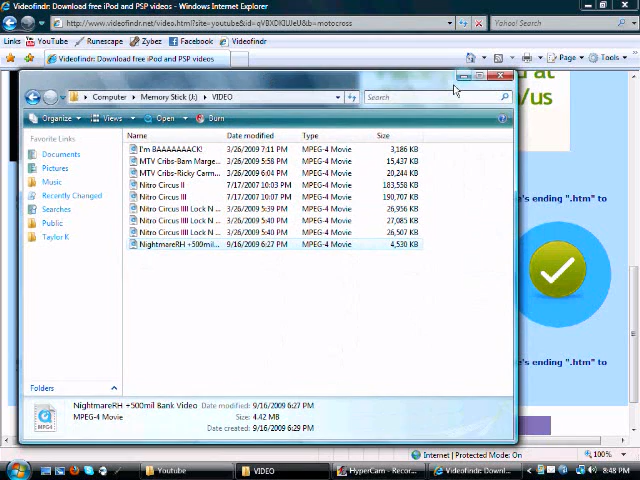 Videofindr: Download free iPod and PSP videos - Windows Internet Explorer
http://www.videofindr.net/video.html?site=youtube&id=qVBXDKIUJeU&b=motocross
Yahoo! Search
Links YouTube Runescape Zybez Facebook Videofindr
Videofindr: Download free iPod and PSP videos
Page Tools
d at
Computer Memory Stick (J:) VIDEO
Search
m/us
Organize Views Open Burn
Favorite Links
Documents
Pictures
Music
Recently Changed
Searches
Public
Taylor K
Folders
Name Date modified Type Size
I'm BAAAAAAACK! 3/26/2009 7:11 PM MPEG-4 Movie 3,186 KB
MTV Cribs-Bam Marge... 3/26/2009 5:58 PM MPEG-4 Movie 15,437 KB
MTV Cribs-Ricky Carm... 3/26/2009 5:40 PM MPEG-4 Movie 20,244 KB
Nitro Circus II 7/17/2007 10:03 PM MPEG-4 Movie 183,558 KB
Nitro Circus III 7/17/2007 10:07 PM MPEG-4 Movie 190,707 KB
Nitro Circus IIII Lock N ... 3/26/2009 5:39 PM MPEG-4 Movie 26,956 KB
Nitro Circus IIII Lock N ... 3/26/2009 5:40 PM MPEG-4 Movie 27,085 KB
Nitro Circus IIII Lock N ... 3/26/2009 5:40 PM MPEG-4 Movie 26,507 KB
NightmareRH +500mil... 9/16/2009 6:27 PM MPEG-4 Movie 4,530 KB
's ending ".htm" to
e's ending ".htm" to
NightmareRH +500mil Bank Video Date modified: 9/16/2009 6:27 PM
MPEG-4 Movie Size: 4.42 MB
Date created: 9/16/2009 6:29 PM
MPEG4
Internet | Protected Mode: On 100%
Youtube VIDEO HyperCam - Recor... Videofindr: Downl... 8:48 PM